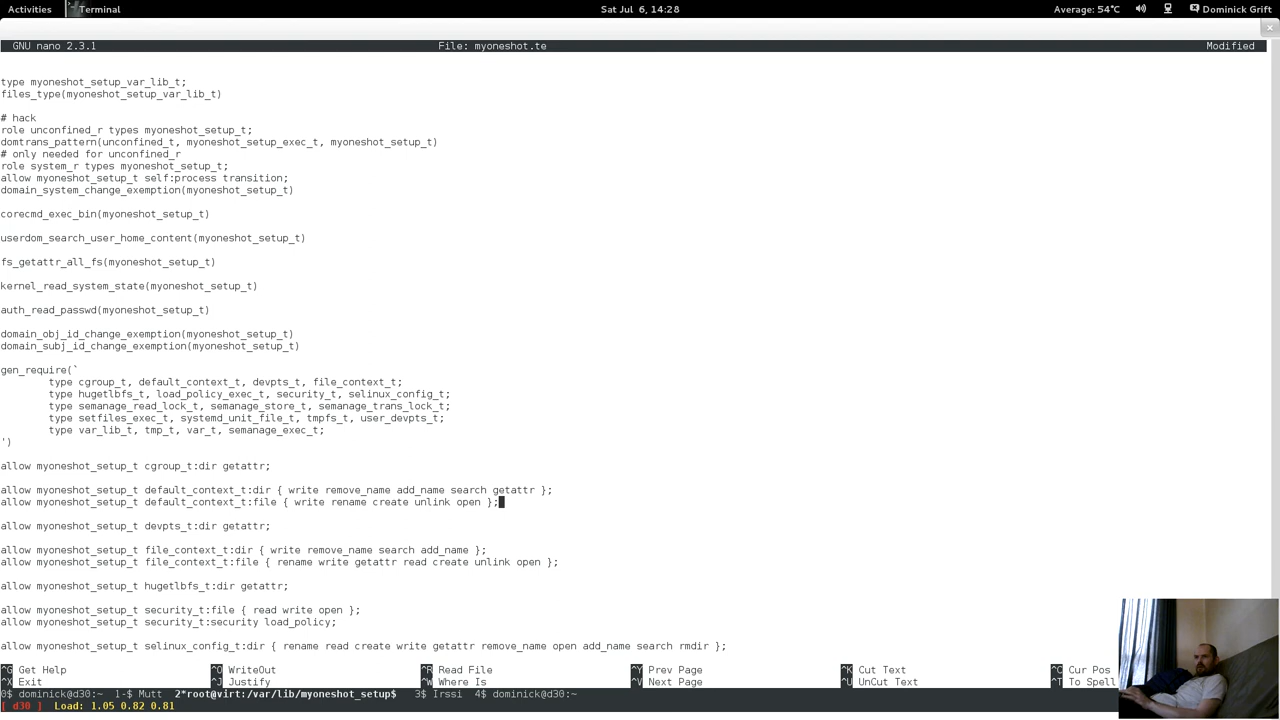 Activities Terminal Sat Jul 6, 14:28 Average: 54°C Dominick Grift
GNU nano 2.3.1 File: myoneshot.te Modified
type myoneshot_setup_var_lib_t;
files_type(myoneshot_setup_var_lib_t)
# hack
role unconfined_r types myoneshot_setup_t;
domtrans_pattern(unconfined_t, myoneshot_setup_exec_t, myoneshot_setup_t)
# only needed for unconfined_r
role system_r types myoneshot_setup_t;
allow myoneshot_setup_t self:process transition;
domain_system_change_exemption(myoneshot_setup_t)
corecmd_exec_bin(myoneshot_setup_t)
userdom_search_user_home_content(myoneshot_setup_t)
fs_getattr_all_fs(myoneshot_setup_t)
kernel_read_system_state(myoneshot_setup_t)
auth_read_passwd(myoneshot_setup_t)
domain_obj_id_change_exemption(myoneshot_setup_t)
domain_subj_id_change_exemption(myoneshot_setup_t)
gen_require(`
type cgroup_t, default_context_t, devpts_t, file_context_t;
type hugetlbfs_t, load_policy_exec_t, security_t, selinux_config_t;
type semanage_read_lock_t, semanage_store_t, semanage_trans_lock_t;
type setfiles_exec_t, systemd_unit_file_t, tmpfs_t, user_devpts_t;
type var_lib_t, tmp_t, var_t, semanage_exec_t;
')
allow myoneshot_setup_t cgroup_t:dir getattr;
allow myoneshot_setup_t default_context_t:dir { write remove_name add_name search getattr };
allow myoneshot_setup_t default_context_t:file { write rename create unlink open };
allow myoneshot_setup_t devpts_t:dir getattr;
allow myoneshot_setup_t file_context_t:dir { write remove_name search add_name };
allow myoneshot_setup_t file_context_t:file { rename write getattr read create unlink open };
allow myoneshot_setup_t hugetlbfs_t:dir getattr;
allow myoneshot_setup_t security_t:file { read write open };
allow myoneshot_setup_t security_t:security load_policy;
allow myoneshot_setup_t selinux_config_t:dir { rename read create write getattr remove_name open add_name search rmdir };
^G Get Help ^O WriteOut ^R Read File ^Y Prev Page ^K Cut Text ^C Cur Pos
^X Exit ^J Justify ^W Where Is ^V Next Page ^U UnCut Text ^T To Spell
0$ dominick@d30:~ 1-$ Mutt 2*root@virt:/var/lib/myoneshot_setup$ 3$ Irssi 4$ dominick@d30:~
[ d30 ] Load: 1.05 0.82 0.81